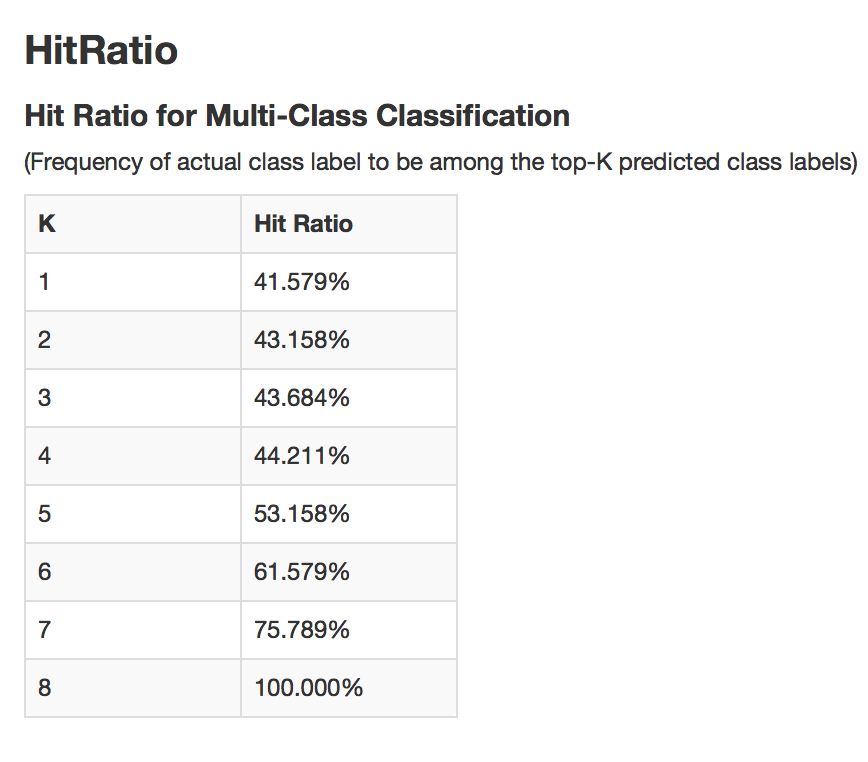 HitRatio
Hit Ratio for Multi-Class Classification
(Frequency of actual class label to be among the top-K predicted class labels)
K Hit Ratio
1 41.579%
2 43.158%
3 43.684%
4 44.211%
5 53.158%
6 61.579%
7 75.789%
8 100.000%